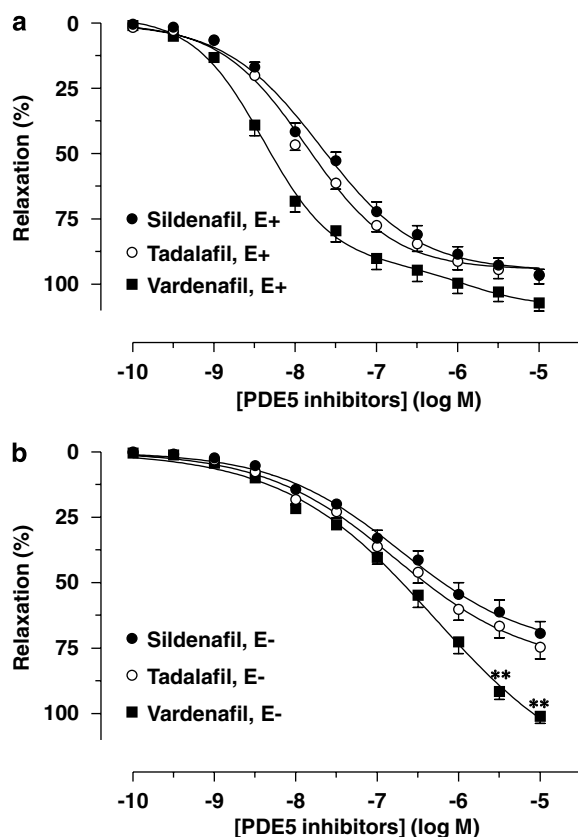 a
Relaxation (%)
0
25
50
75
100
Sildenafil, E+
Tadalafil, E+
Vardenafil, E+
-10 -9 -8 -7 -6 -5
[PDE5 inhibitors] (log M)
b
Relaxation (%)
0
25
50
75
100
Sildenafil, E-
Tadalafil, E-
Vardenafil, E-
**
**
-10 -9 -8 -7 -6 -5
[PDE5 inhibitors] (log M)